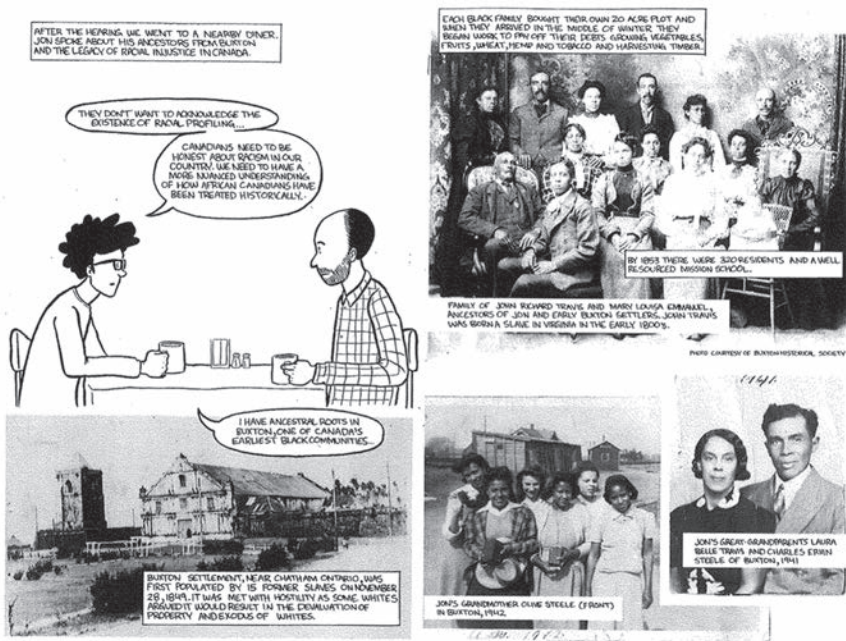 AFTER THE HEARING WE WENT TO A NEARBY DINER.
JON SPOKE ABOUT HIS ANCESTORS FROM BUXTON
AND THE LEGACY OF RACIAL INJUSTICE IN CANADA.
THEY DON'T WANT TO ACKNOWLEDGE THE
EXISTENCE OF RACIAL PROFILING...
CANADIANS NEED TO BE
HONEST ABOUT RACISM IN OUR
COUNTRY. WE NEED TO HAVE A
MORE NUANCED UNDERSTANDING
OF HOW AFRICAN CANADIANS HAVE
BEEN TREATED HISTORICALLY.
I HAVE ANCESTRAL ROOTS IN
BUXTON, ONE OF CANADA'S
EARLIEST BLACK COMMUNITIES...
BUXTON SETTLEMENT, NEAR CHATHAM ONTARIO, WAS
FIRST POPULATED BY 15 FORMER SLAVES ON NOVEMBER
28, 1849. IT WAS MET WITH HOSTILITY AS SOME WHITES
ARGUED IT WOULD RESULT IN THE DEVALUATION OF
PROPERTY AND EXODUS OF WHITES.
EACH BLACK FAMILY BOUGHT THEIR OWN 20 ACRE PLOT AND
WHEN THEY ARRIVED IN THE MIDDLE OF WINTER THEY
BEGAN WORK TO PAY OFF THEIR DEBTS GROWING VEGETABLES,
FRUITS, WHEAT, HEMP AND TOBACCO AND HARVESTING TIMBER.
BY 1853 THERE WERE 320 RESIDENTS AND A WELL
RESOURCED MISSION SCHOOL.
FAMILY OF JOHN RICHARD TRAVIS AND MARY LOUISA EMMANUEL,
ANCESTORS OF JON AND EARLY BUXTON SETTLERS. JOHN TRAVIS
WAS BORN A SLAVE IN VIRGINIA IN THE EARLY 1800'S.
PHOTO COURTESY OF BUXTON HISTORICAL SOCIETY
JON'S GRANDMOTHER OLIVE STEELE (FRONT)
IN BUXTON, 1942
1941
JON'S GREAT-GRANDPARENTS LAURA
BELLE TRAVIS AND CHARLES ERVIN
STEELE OF BUXTON, 1941